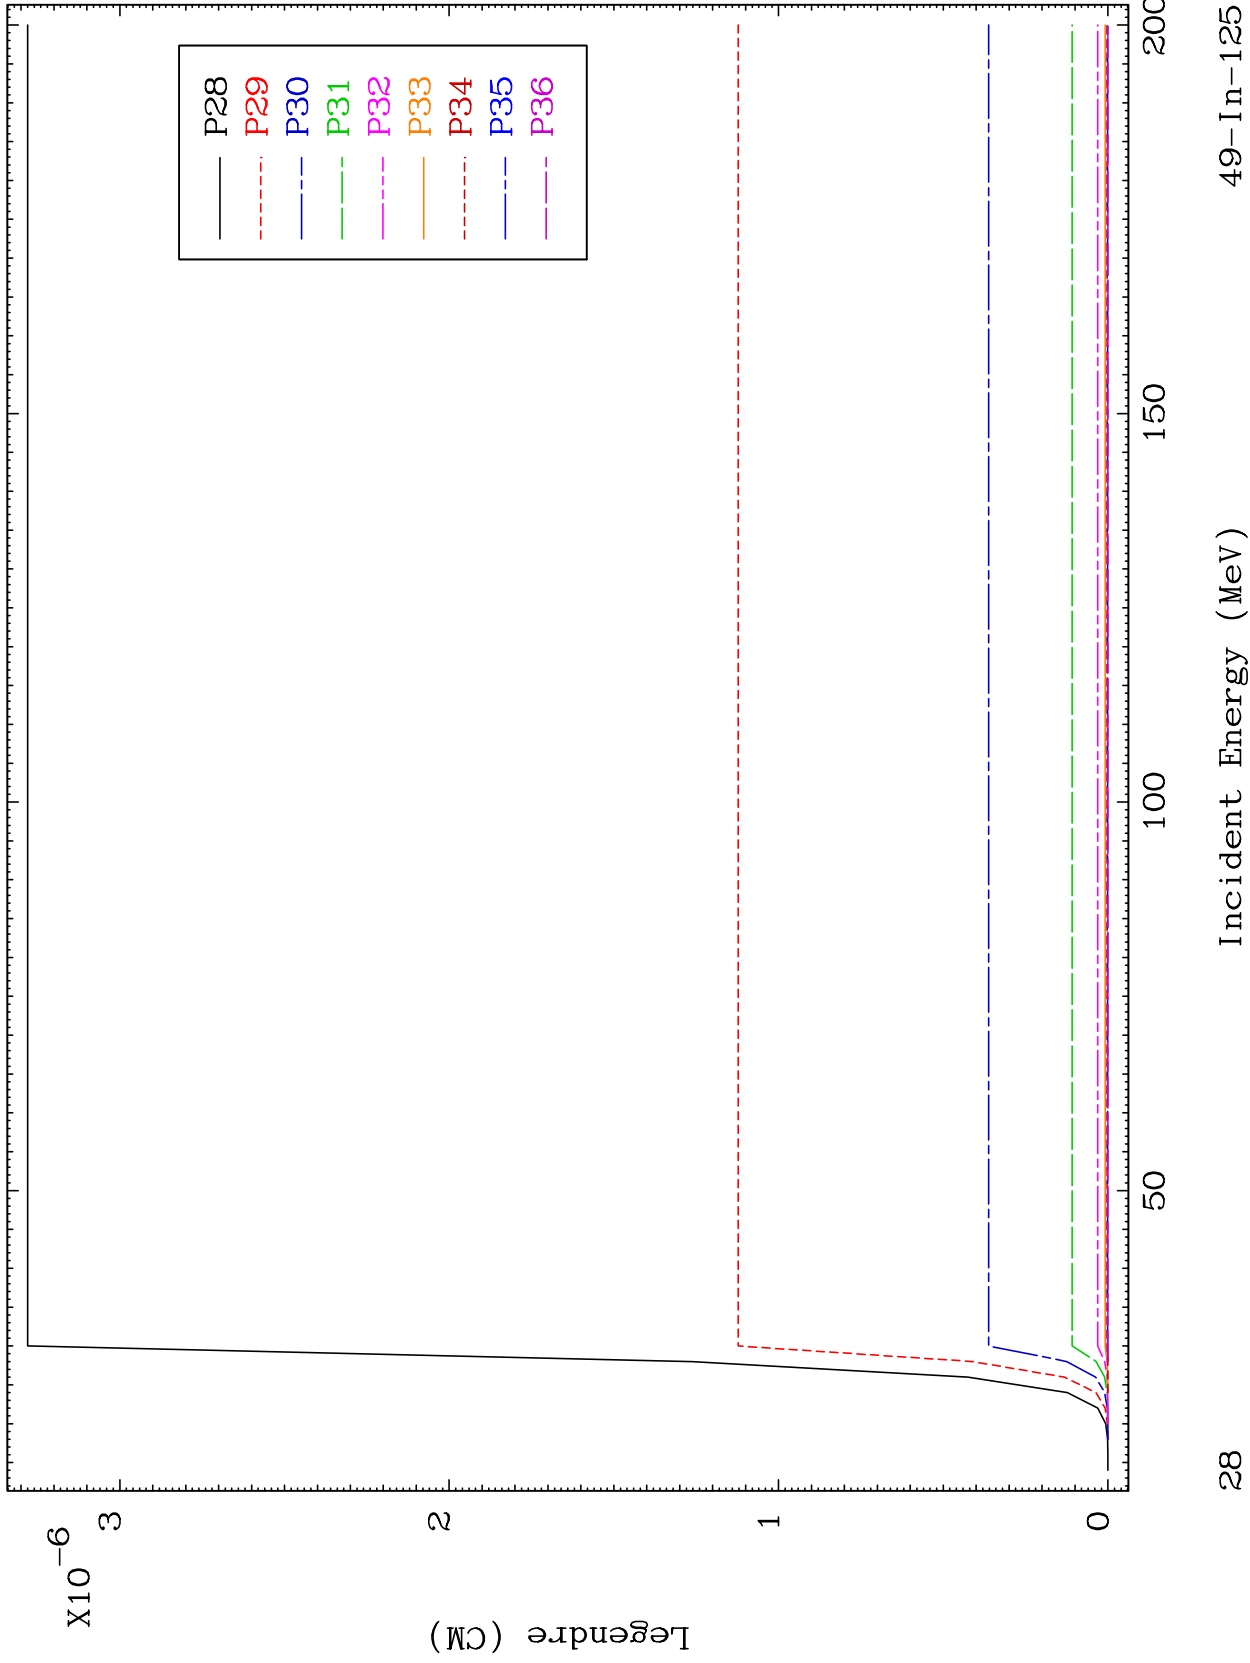 X10-6
3
2
1
0
Legendre (CM)
P28
P29
P30
P31
P32
P33
P34
P35
P36
50
100
150
200
Incident Energy (MeV)
28
49-In-125